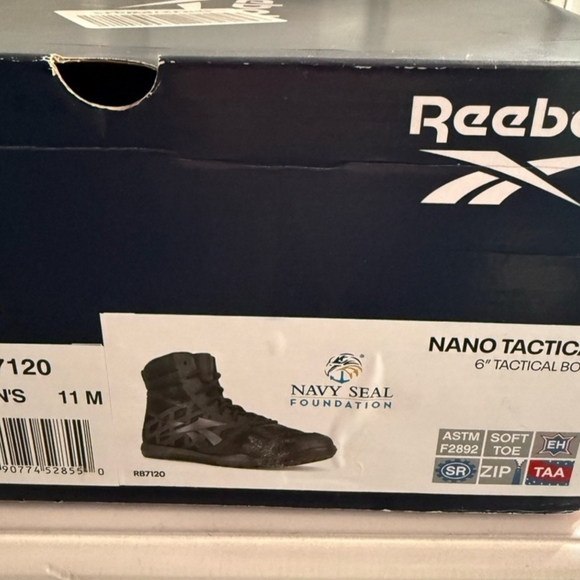 Reebo
7120
N'S 11 M
90774 52855 0
RB7120
NAVY SEAL
FOUNDATION
NANO TACTICA
6" TACTICAL BO
ASTM
F2892
SOFT
TOE
EH
SR
ZIP
TAA